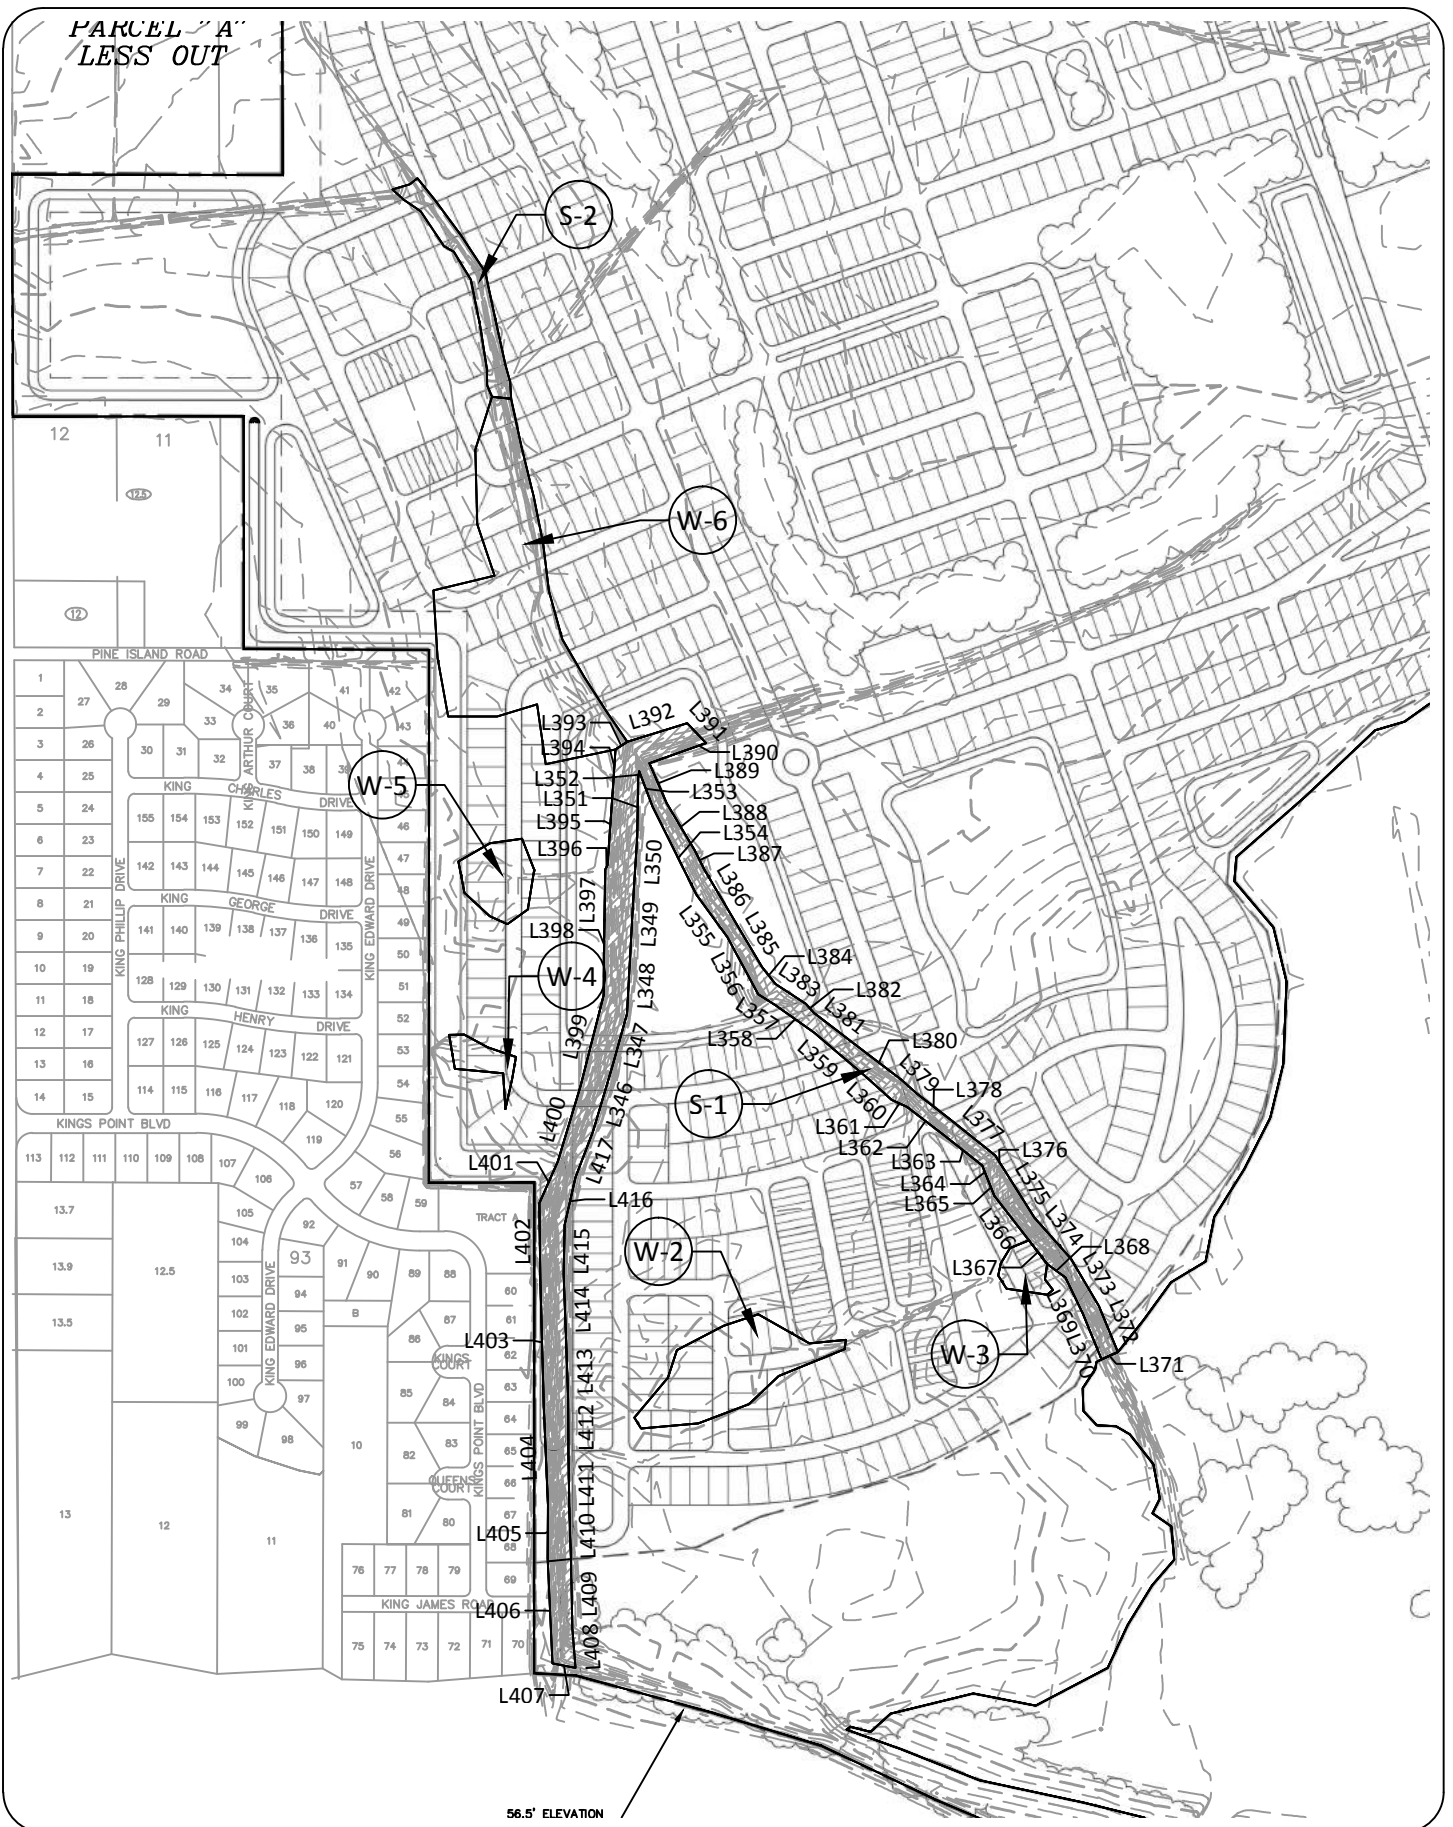 PARCEL "A"
LESS OUT
S-2
12
11
12.5
W-6
12
PINE ISLAND ROAD
1
2
3
4
5
6
7
8
9
10
11
12
13
14
27
28
29
26
25
24
23
22
21
20
19
18
17
16
15
30
31
32
33
34
35
36
37
38
39
40
41
42
43
44
45
46
47
48
49
50
51
52
53
54
55
56
KING ARTHUR COURT
KING CHARLES DRIVE
155
154
153
152
151
150
149
142
143
144
145
146
147
148
KING GEORGE DRIVE
141
140
139
138
137
136
135
128
129
130
131
132
133
134
KING HENRY DRIVE
127
126
125
124
123
122
121
114
115
116
117
118
119
120
KING PHILLIP DRIVE
KING EDWARD DRIVE
KINGS POINT BLVD
113
112
111
110
109
108
107
106
105
104
103
102
101
100
99
98
97
96
95
94
93
92
91
90
89
88
87
86
85
84
83
82
81
80
B
57
58
59
TRACT A
60
61
62
63
64
65
66
67
68
69
70
71
72
73
74
75
76
77
78
79
KINGS COURT
QUEENS COURT
KINGS POINT BLVD
KING EDWARD DRIVE
KING JAMES ROAD
13.7
13.9
13.5
12.5
13
12
11
10
W-5
W-4
S-1
W-2
W-3
L393
L392
L391
L394
L390
L352
L389
L351
L353
L395
L388
L354
L396
L350
L387
L397
L386
L349
L355
L385
L398
L384
L348
L356
L383
L382
L399
L347
L357
L381
L358
L380
L359
L379
L346
L360
L378
L400
L361
L377
L362
L417
L363
L376
L401
L364
L375
L416
L365
L374
L402
L415
L366
L368
L367
L373
L414
L369
L372
L403
L413
L370
L371
L412
L404
L411
L405
L410
L409
L406
L408
L407
56.5' ELEVATION